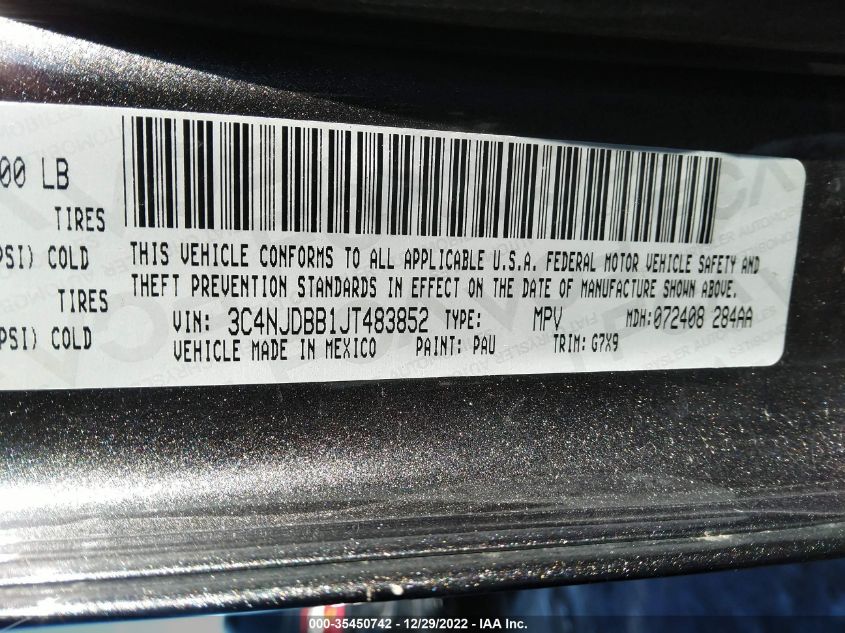 00 LB
TIRES
PSI) COLD
TIRES
PSI) COLD
THIS VEHICLE CONFORMS TO ALL APPLICABLE U.S.A. FEDERAL MOTOR VEHICLE SAFETY AND
THEFT PREVENTION STANDARDS IN EFFECT ON THE DATE OF MANUFACTURE SHOWN ABOVE.
VIN: 3C4NJDBB1JT483852 TYPE: MPV MDH:072408 284AA
VEHICLE MADE IN MEXICO PAINT: PAU TRIM: G7X9
000-35450742 - 12/29/2022 - IAA Inc.